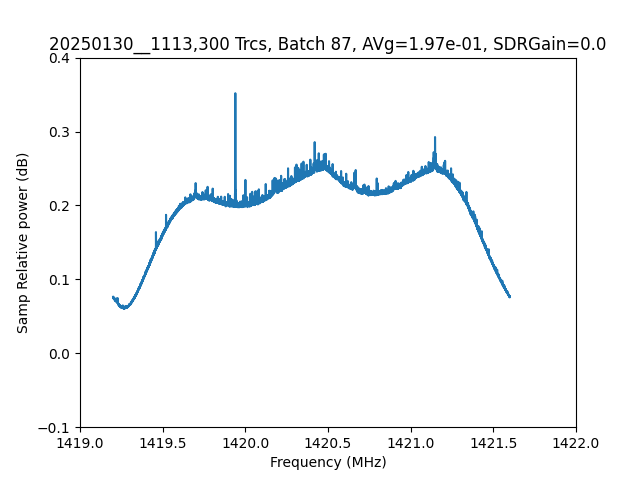 20250130__1113,300 Trcs, Batch 87, AVg=1.97e-01, SDRGain=0.0
0.4
0.3
0.2
0.1
0.0
−0.1
Samp Relative power (dB)
1419.0 1419.5 1420.0 1420.5 1421.0 1421.5 1422.0
Frequency (MHz)